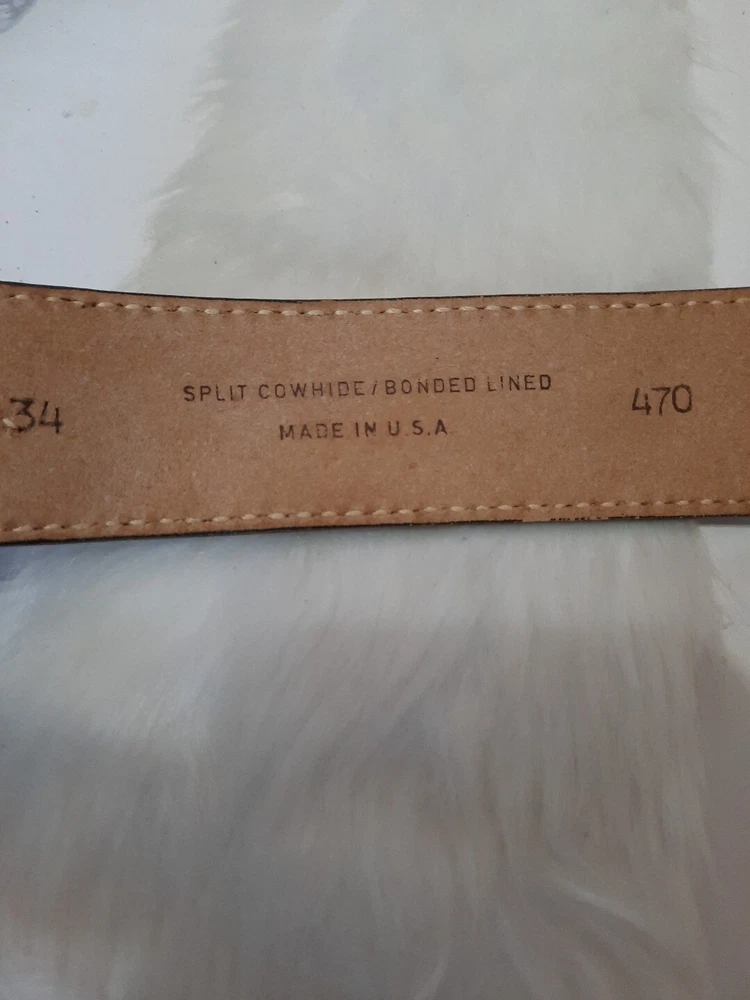 34
SPLIT COWHIDE/BONDED LINED
MADE IN U.S.A
470